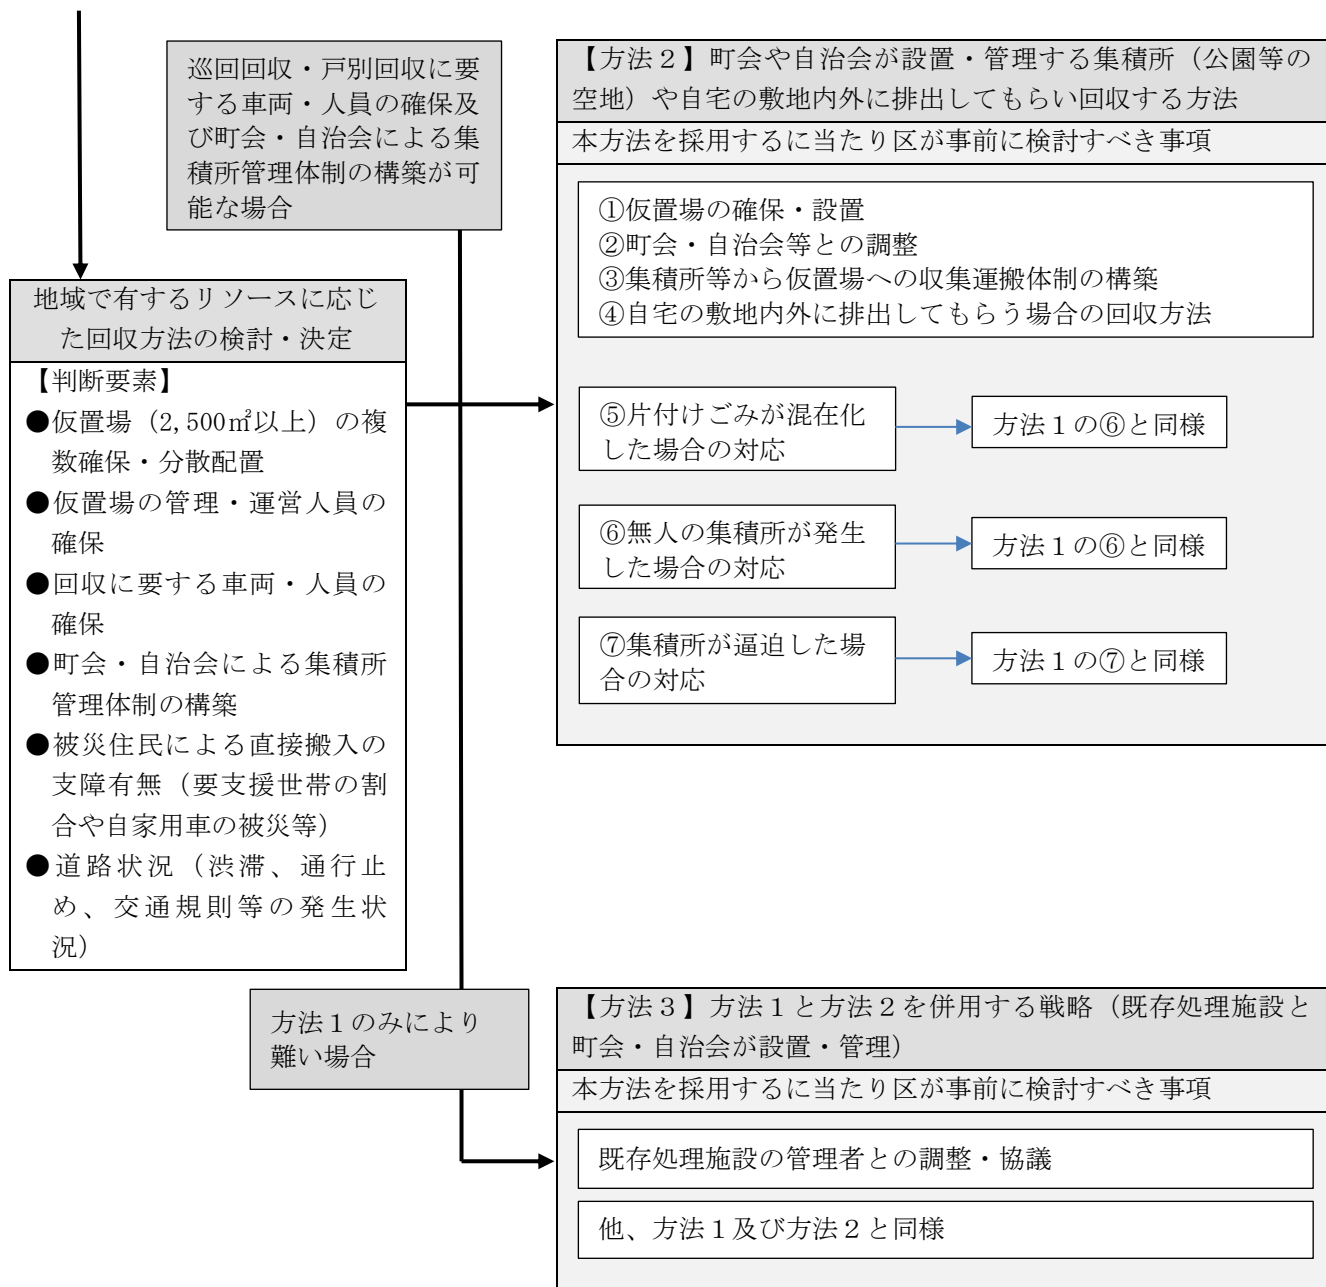 巡回回収・戸別回収に要
する車両・人員の確保及
び町会・自治会による集
積所管理体制の構築が可
能な場合
地域で有するリソースに応じ
た回収方法の検討・決定
【判断要素】
●仮置場（2,500㎡以上）の複
数確保・分散配置
●仮置場の管理・運営人員の
確保
●回収に要する車両・人員の
確保
●町会・自治会による集積所
管理体制の構築
●被災住民による直接搬入の
支障有無（要支援世帯の割
合や自家用車の被災等）
●道路状況（渋滞、通行止
め、交通規則等の発生状
況）
【方法２】町会や自治会が設置・管理する集積所（公園等の
空地）や自宅の敷地内外に排出してもらい回収する方法
本方法を採用するに当たり区が事前に検討すべき事項
①仮置場の確保・設置
②町会・自治会等との調整
③集積所等から仮置場への収集運搬体制の構築
④自宅の敷地内外に排出してもらう場合の回収方法
⑤片付けごみが混在化
した場合の対応
方法１の⑥と同様
⑥無人の集積所が発生
した場合の対応
方法１の⑥と同様
⑦集積所が逼迫した場
合の対応
方法１の⑦と同様
方法１のみにより
難い場合
【方法３】方法１と方法２を併用する戦略（既存処理施設と
町会・自治会が設置・管理）
本方法を採用するに当たり区が事前に検討すべき事項
既存処理施設の管理者との調整・協議
他、方法１及び方法２と同様